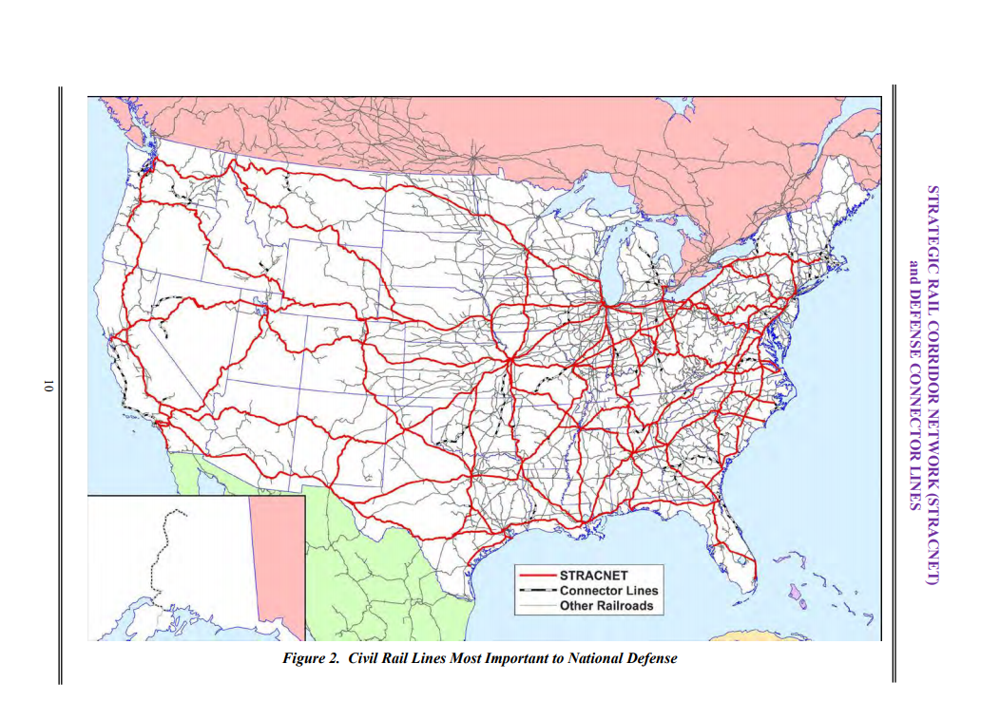 STRATEGIC RAIL CORRIDOR NETWORK (STRACNET)
and DEFENSE CONNECTOR LINES
STRACNET
Connector Lines
Other Railroads
Figure 2. Civil Rail Lines Most Important to National Defense
10